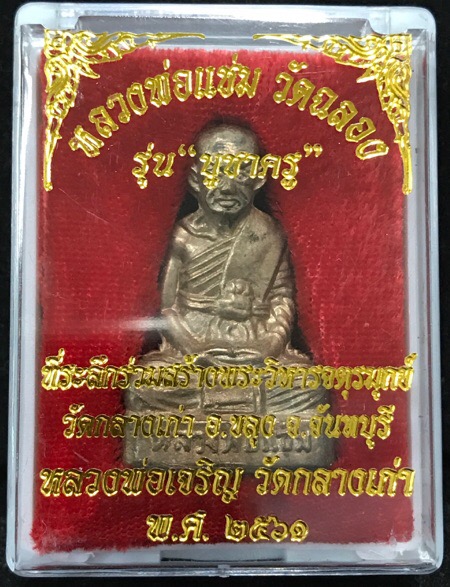 หลวงพ่อแช่ม วัดฉลอง
รุ่น "บูชาครู"
ที่ระลึกร่วมสร้างพระวิหารจตุรมุกย์
วัดกลางเก่า อ.ขลุง จ.จันทบุรี
หลวงพ่อเจริญ วัดกลางเก่า
พ.ศ. ๒๕๖๑